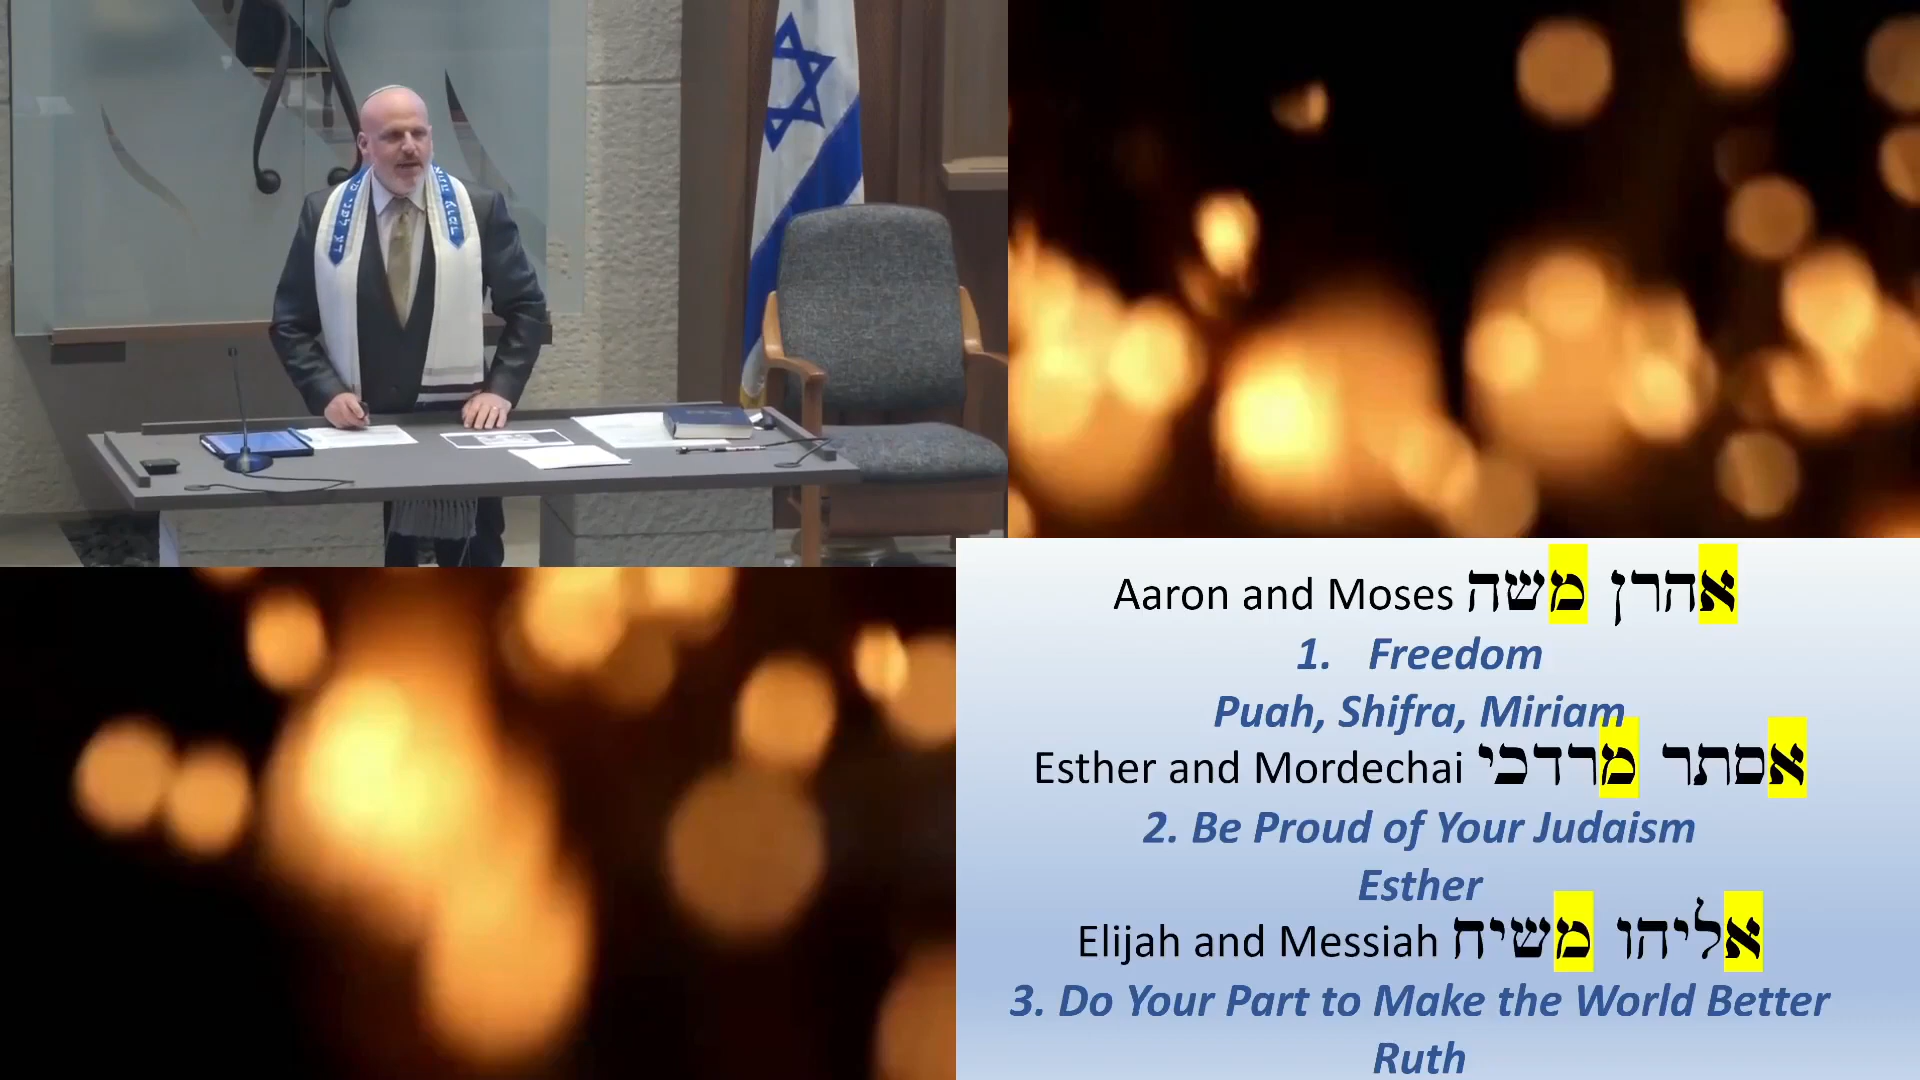 Aaron and Moses אהרן משה
1. Freedom
Puah, Shifra, Miriam
Esther and Mordechai אסתר מרדכי
2. Be Proud of Your Judaism
Esther
Elijah and Messiah אליהו משיח
3. Do Your Part to Make the World Better
Ruth